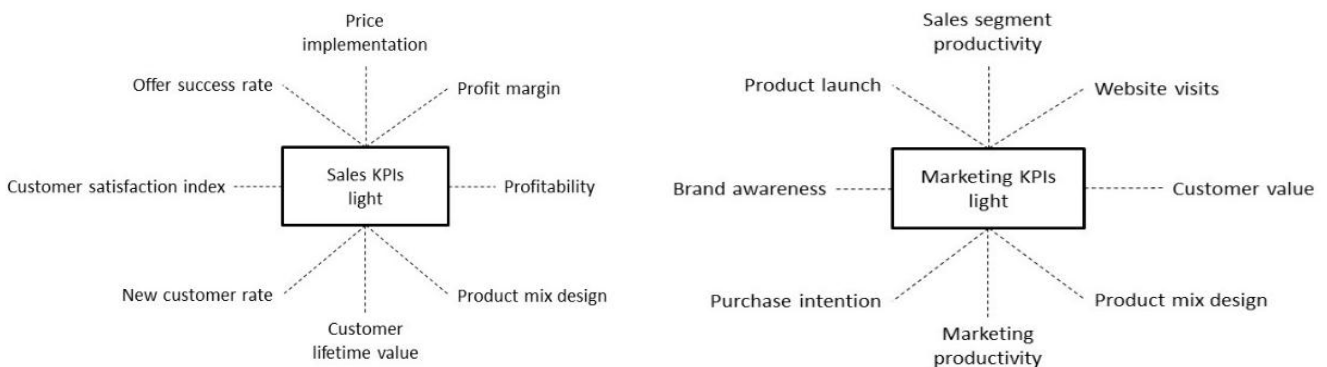 Price
implementation
Offer success rate
Profit margin
Customer satisfaction index
Sales KPIs
light
Profitability
New customer rate
Product mix design
Customer
lifetime value
Sales segment
productivity
Product launch
Website visits
Brand awareness
Marketing KPIs
light
Customer value
Purchase intention
Product mix design
Marketing
productivity